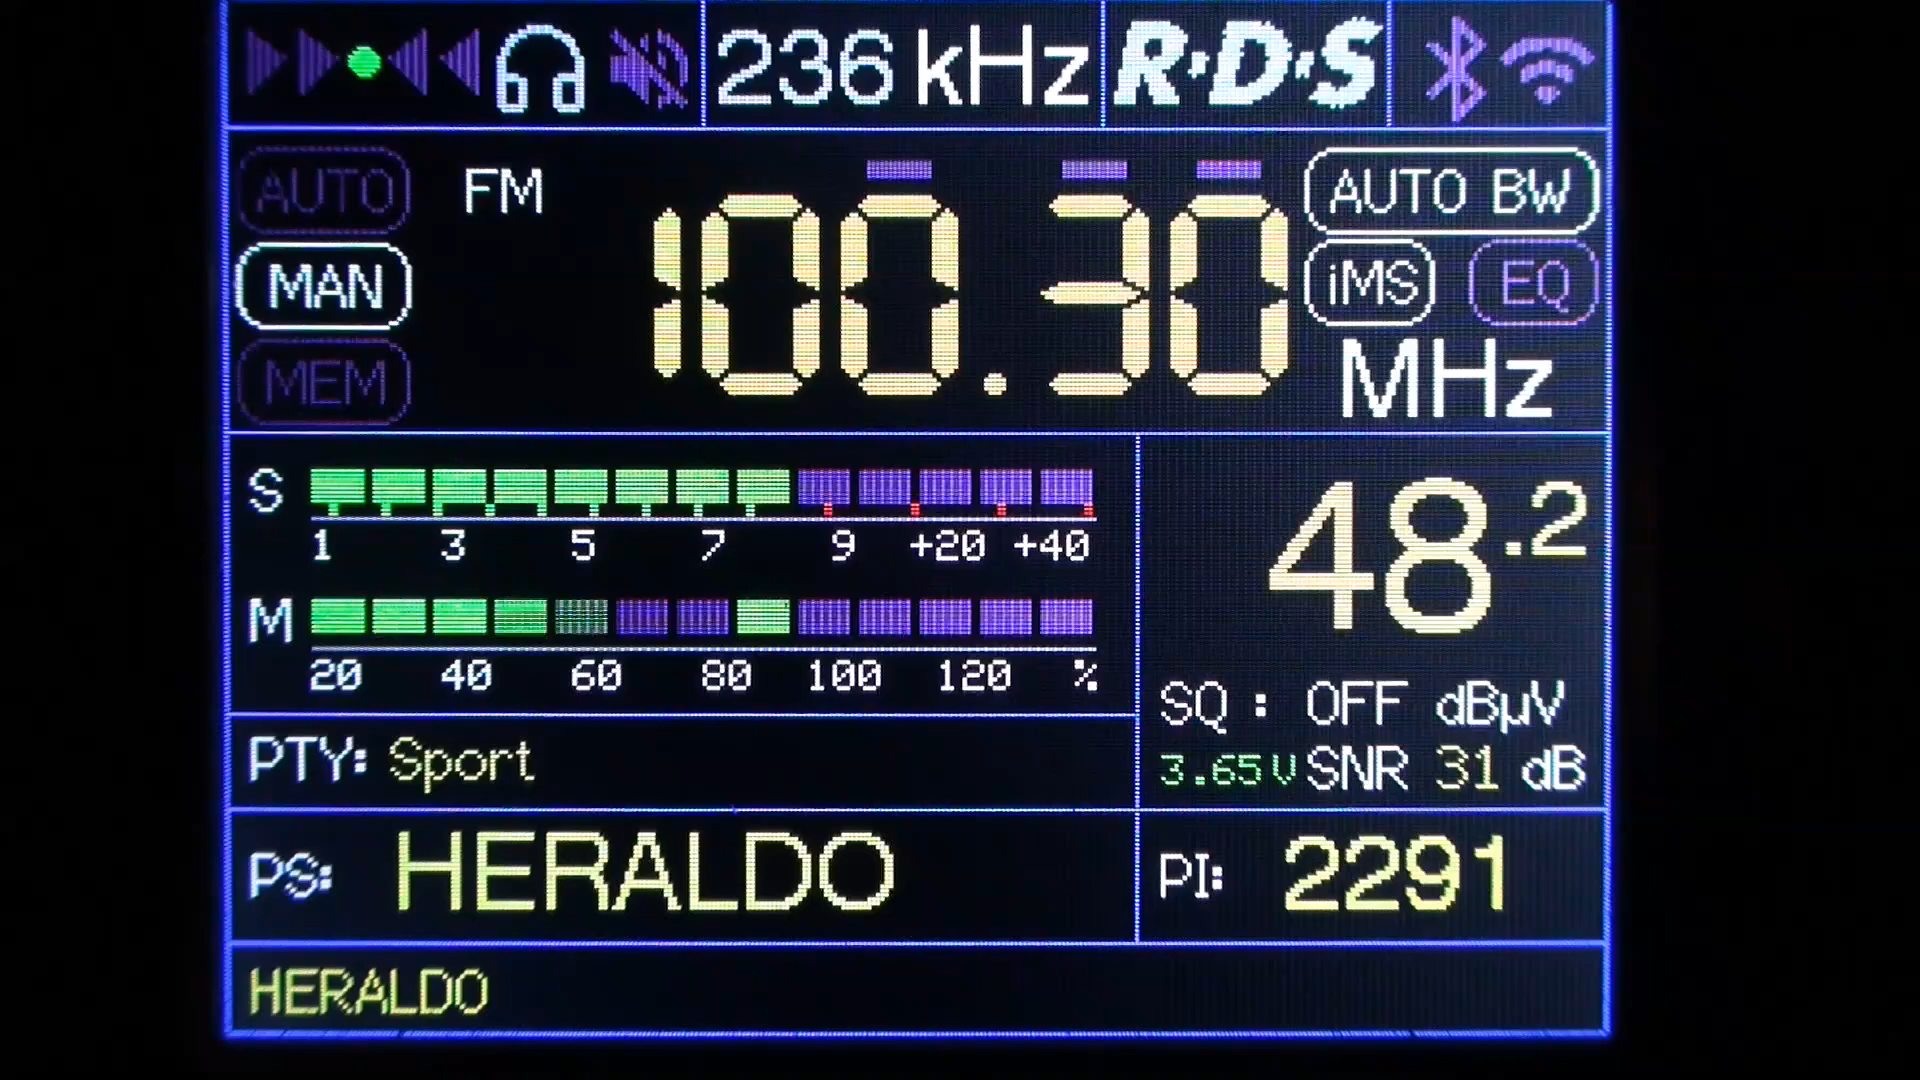 236 kHz R·D·S
AUTO FM 100.30 AUTO BW
MAN iMS EQ
MEM MHz
S
1 3 5 7 9 +20 +40
48.2
M
20 40 60 80 100 120 %
SQ : OFF dBµV
PTY: Sport
3.65V SNR 31 dB
PS: HERALDO PI: 2291
HERALDO